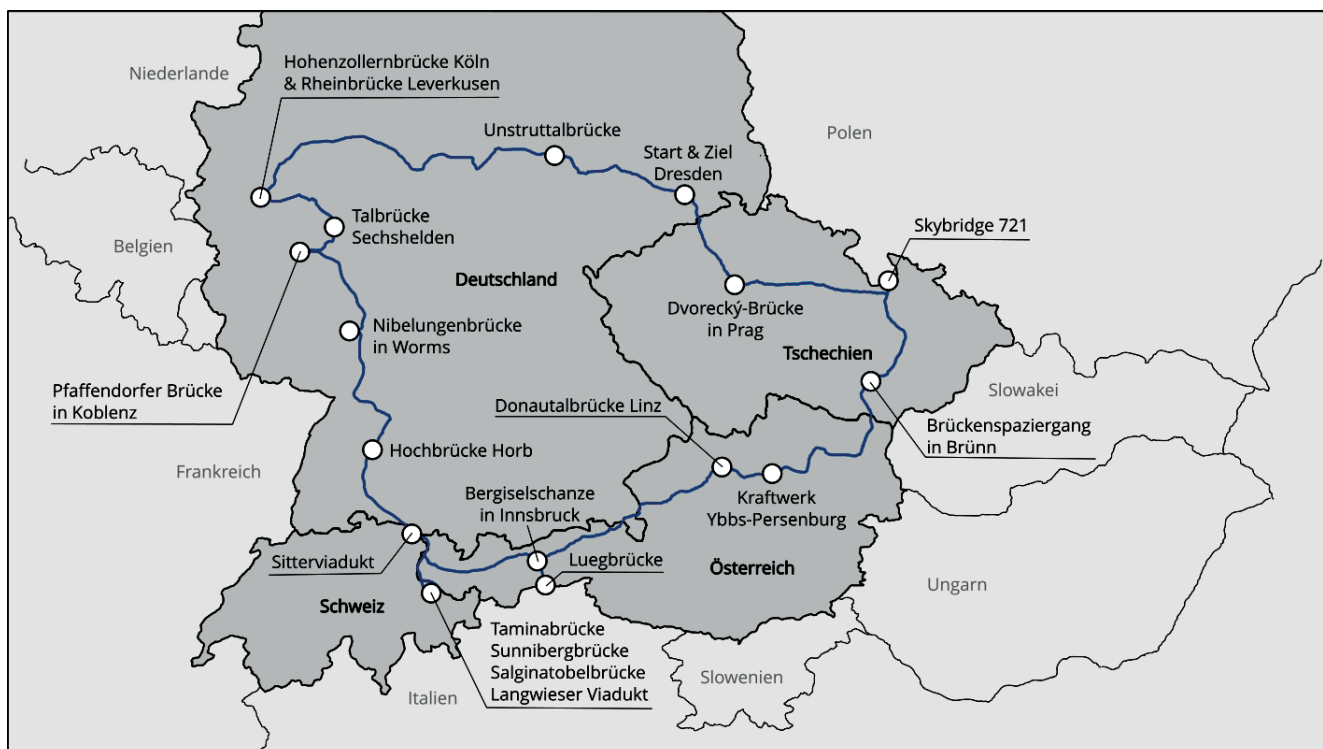 Niederlande
Hohenzollernbrücke Köln
& Rheinbrücke Leverkusen
Unstruttalbrücke
Polen
Start & Ziel
Dresden
Talbrücke
Sechshelden
Skybridge 721
Belgien
Deutschland
Dvorecký-Brücke
in Prag
Nibelungenbrücke
in Worms
Tschechien
Pfaffendorfer Brücke
in Koblenz
Slowakei
Donautalbrücke Linz
Brückenspaziergang
in Brünn
Frankreich
Hochbrücke Horb
Bergiselschanze
in Innsbruck
Kraftwerk
Ybbs-Persenburg
Sitterviadukt
Luegbrücke
Österreich
Ungarn
Schweiz
Taminabrücke
Sunnibergbrücke
Salginatobelbrücke
Langwieser Viadukt
Slowenien
Italien